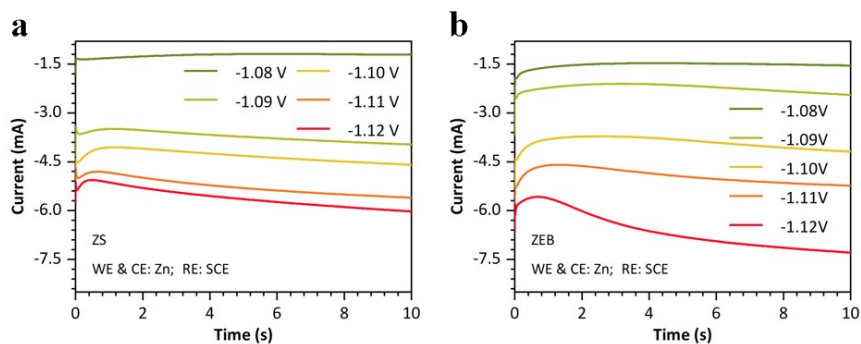 a
-1.5
-3.0
-4.5
-6.0
-7.5
Current (mA)
-1.08 V
-1.09 V
-1.10 V
-1.11 V
-1.12 V
ZS
WE & CE: Zn; RE: SCE
0 2 4 6 8 10
Time (s)
b
-1.5
-3.0
-4.5
-6.0
-7.5
Current (mA)
-1.08V
-1.09V
-1.10V
-1.11V
-1.12V
ZEB
WE & CE: Zn; RE: SCE
0 2 4 6 8 10
Time (s)